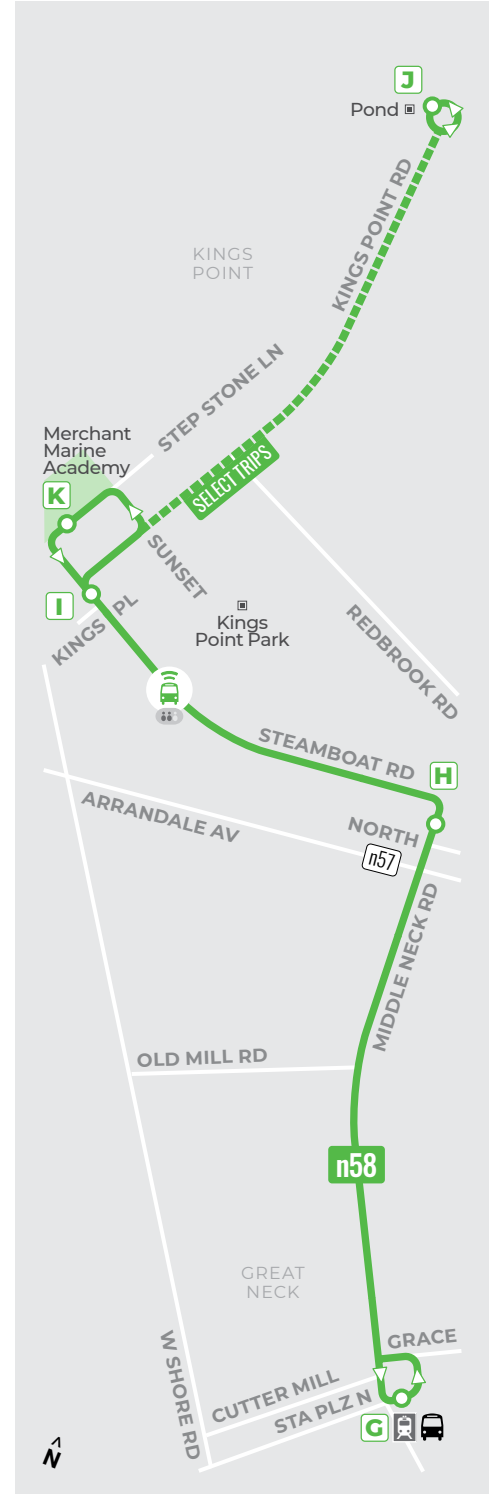 J
Pond
KINGS POINT RD
KINGS
POINT
STEP STONE LN
Merchant
Marine
Academy
K
SELECT TRIPS
SUNSET
I
KINGS PL
Kings
Point Park
REDBROOK RD
STEAMBOAT RD
H
ARRANDALE AV
NORTH
n57
MIDDLE NECK RD
OLD MILL RD
n58
GREAT
NECK
W SHORE RD
GRACE
CUTTER MILL
STA PLZ N
G
N